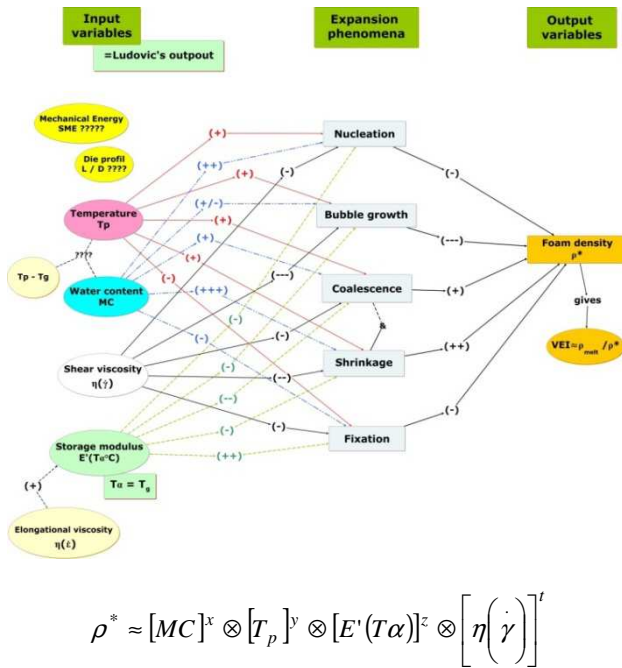 Input
variables
Expansion
phenomena
Output
variables
=Ludovic's outpout
Mechanical Energy
SME ?????
Die profil
L / D ????
Temperature
Tp
????
Tp - Tg
Water content
MC
Shear viscosity
η(γ̇)
Storage modulus
E'(Tα°C)
Tα = Tg
(+)
Elongational viscosity
η(ε̇)
(+)
(++)
(-)
(+)
(+/-)
(+)
(+)
(+)
(-)
(---)
(+++)
(-)
(-)
(-)
(--)
(-)
(--)
(-)
(-)
(++)
Nucleation
Bubble growth
Coalescence
&
Shrinkage
Fixation
(-)
(---)
(+)
(++)
(-)
Foam density
ρ*
gives
VEI≈ρmelt/ρ*
ρ* ≈ [MC]^x ⊗ [Tp]^y ⊗ [E'(Tα)]^z ⊗ [η(γ̇)]^t